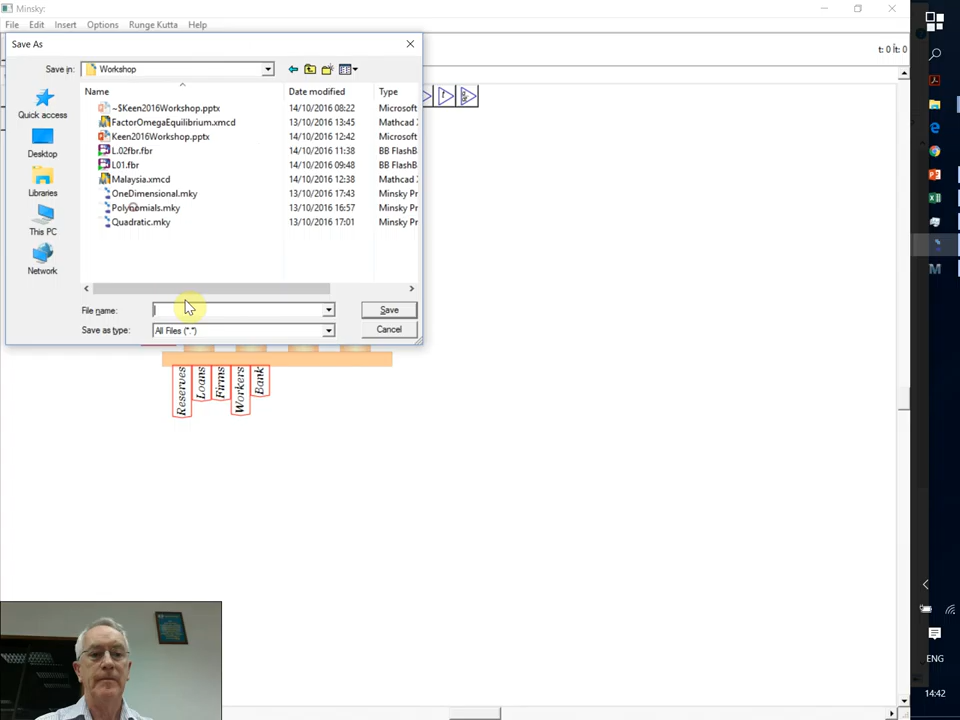 Minsky:
File Edit Insert Options Runge Kutta Help
Save As
t: 0 Δt: 0
Save in: Workshop
Name Date modified Type
~$Keen2016Workshop.pptx 14/10/2016 08:22 Microsoft
FactorOmegaEquilibrium.xmcd 13/10/2016 13:45 Mathcad
Keen2016Workshop.pptx 14/10/2016 12:42 Microsoft
L.02fbr.fbr 14/10/2016 11:38 BB FlashB
L01.fbr 14/10/2016 09:48 BB FlashB
Malaysia.xmcd 14/10/2016 12:38 Mathcad
OneDimensional.mky 13/10/2016 17:43 Minsky Pr
Polynomials.mky 13/10/2016 16:57 Minsky Pr
Quadratic.mky 13/10/2016 17:01 Minsky Pr
Quick access
Desktop
Libraries
This PC
Network
File name: Save
Save as type: All Files (*.*) Cancel
Reserves
Loans
Firms
Workers
Bank
ENG
14:42